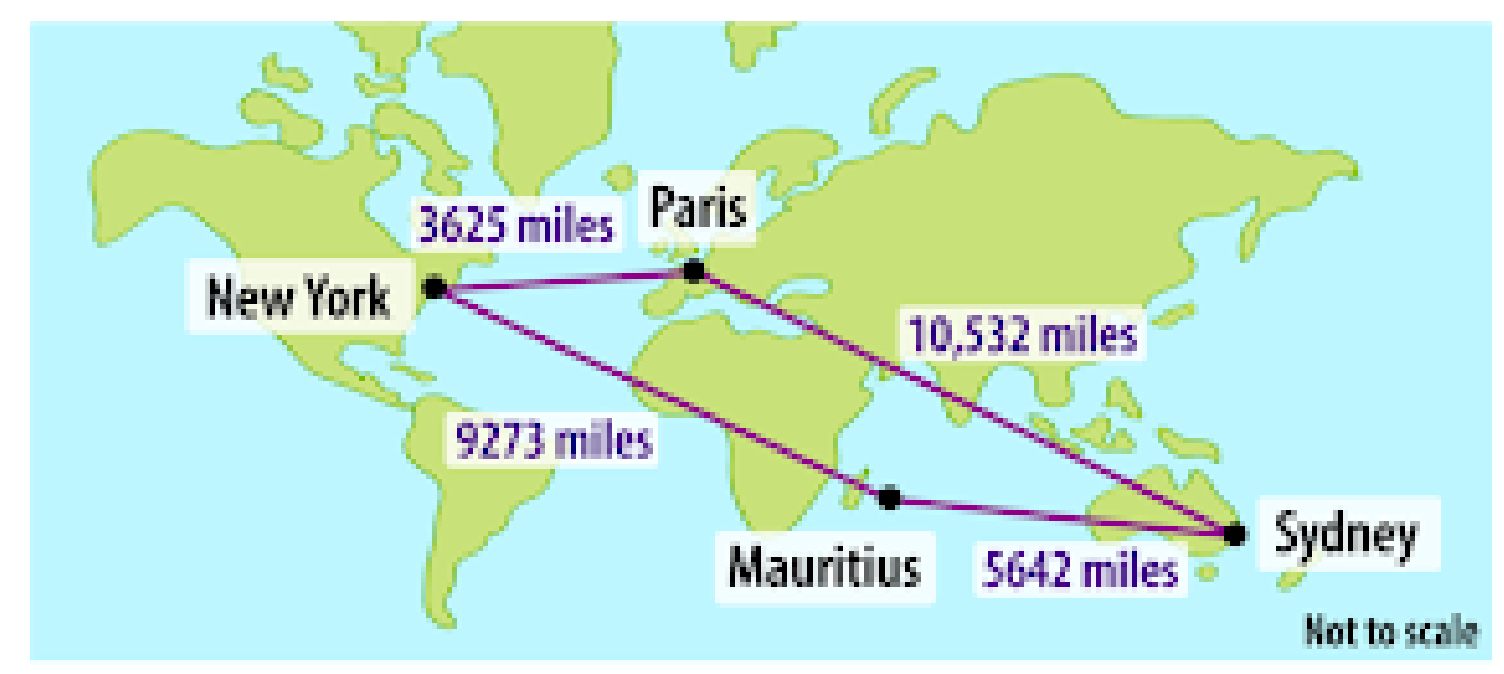 Paris
3625 miles
New York
10,532 miles
9273 miles
Sydney
Mauritius
5642 miles
Not to scale